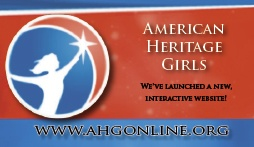 AMERICAN
HERITAGE
GIRLS
WE'VE LAUNCHED A NEW,
INTERACTIVE WEBSITE!
WWW.AHGONLINE.ORG